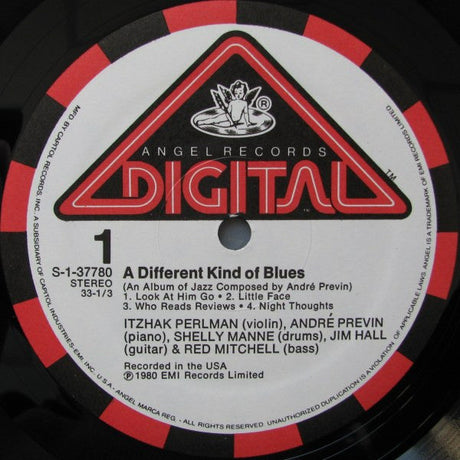 ®
ANGEL RECORDS
DIGITAL
™
1
S-1-37780
STEREO
33-1/3
A Different Kind of Blues
(An Album of Jazz Composed by André Previn)
1. Look At Him Go • 2. Little Face
3. Who Reads Reviews • 4. Night Thoughts
ITZHAK PERLMAN (violin), ANDRÉ PREVIN
(piano), SHELLY MANNE (drums), JIM HALL
(guitar) & RED MITCHELL (bass)
Recorded in the USA
℗ 1980 EMI Records Limited
MFD BY CAPITOL RECORDS, INC., A SUBSIDIARY OF CAPITOL INDUSTRIES-EMI, INC. U.S.A. - ANGEL MARCA REG. - ALL RIGHTS RESERVED. UNAUTHORIZED DUPLICATION IS A VIOLATION OF APPLICABLE LAWS. ANGEL IS A TRADEMARK OF EMI RECORDS LIMITED